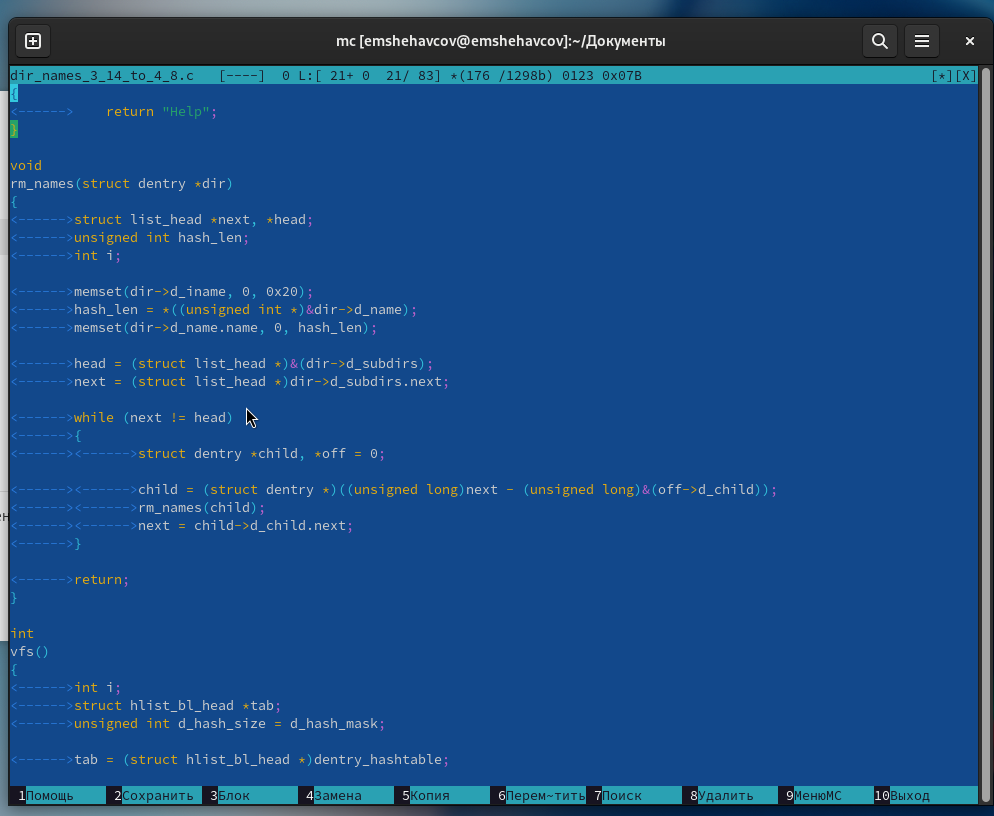 mc [emshehavcov@emshehavcov]:~/Документы
dir_names_3_14_to_4_8.c   [----]  0 L:[ 21+ 0  21/ 83] *(176 /1298b) 0123 0x07B   [*][X]
{
<------>    return "Help";
}
void
rm_names(struct dentry *dir)
{
<------>struct list_head *next, *head;
<------>unsigned int hash_len;
<------>int i;
<------>memset(dir->d_iname, 0, 0x20);
<------>hash_len = *((unsigned int *)&dir->d_name);
<------>memset(dir->d_name.name, 0, hash_len);
<------>head = (struct list_head *)&(dir->d_subdirs);
<------>next = (struct list_head *)dir->d_subdirs.next;
<------>while (next != head)
<------>{
<------><------>struct dentry *child, *off = 0;
<------><------>child = (struct dentry *)((unsigned long)next - (unsigned long)&(off->d_child));
<------><------>rm_names(child);
<------><------>next = child->d_child.next;
<------>}
<------>return;
}
int
vfs()
{
<------>int i;
<------>struct hlist_bl_head *tab;
<------>unsigned int d_hash_size = d_hash_mask;
<------>tab = (struct hlist_bl_head *)dentry_hashtable;
1Помощь 2Сохранить 3Блок 4Замена 5Копия 6Перем~тить 7Поиск 8Удалить 9МенюМС 10Выход